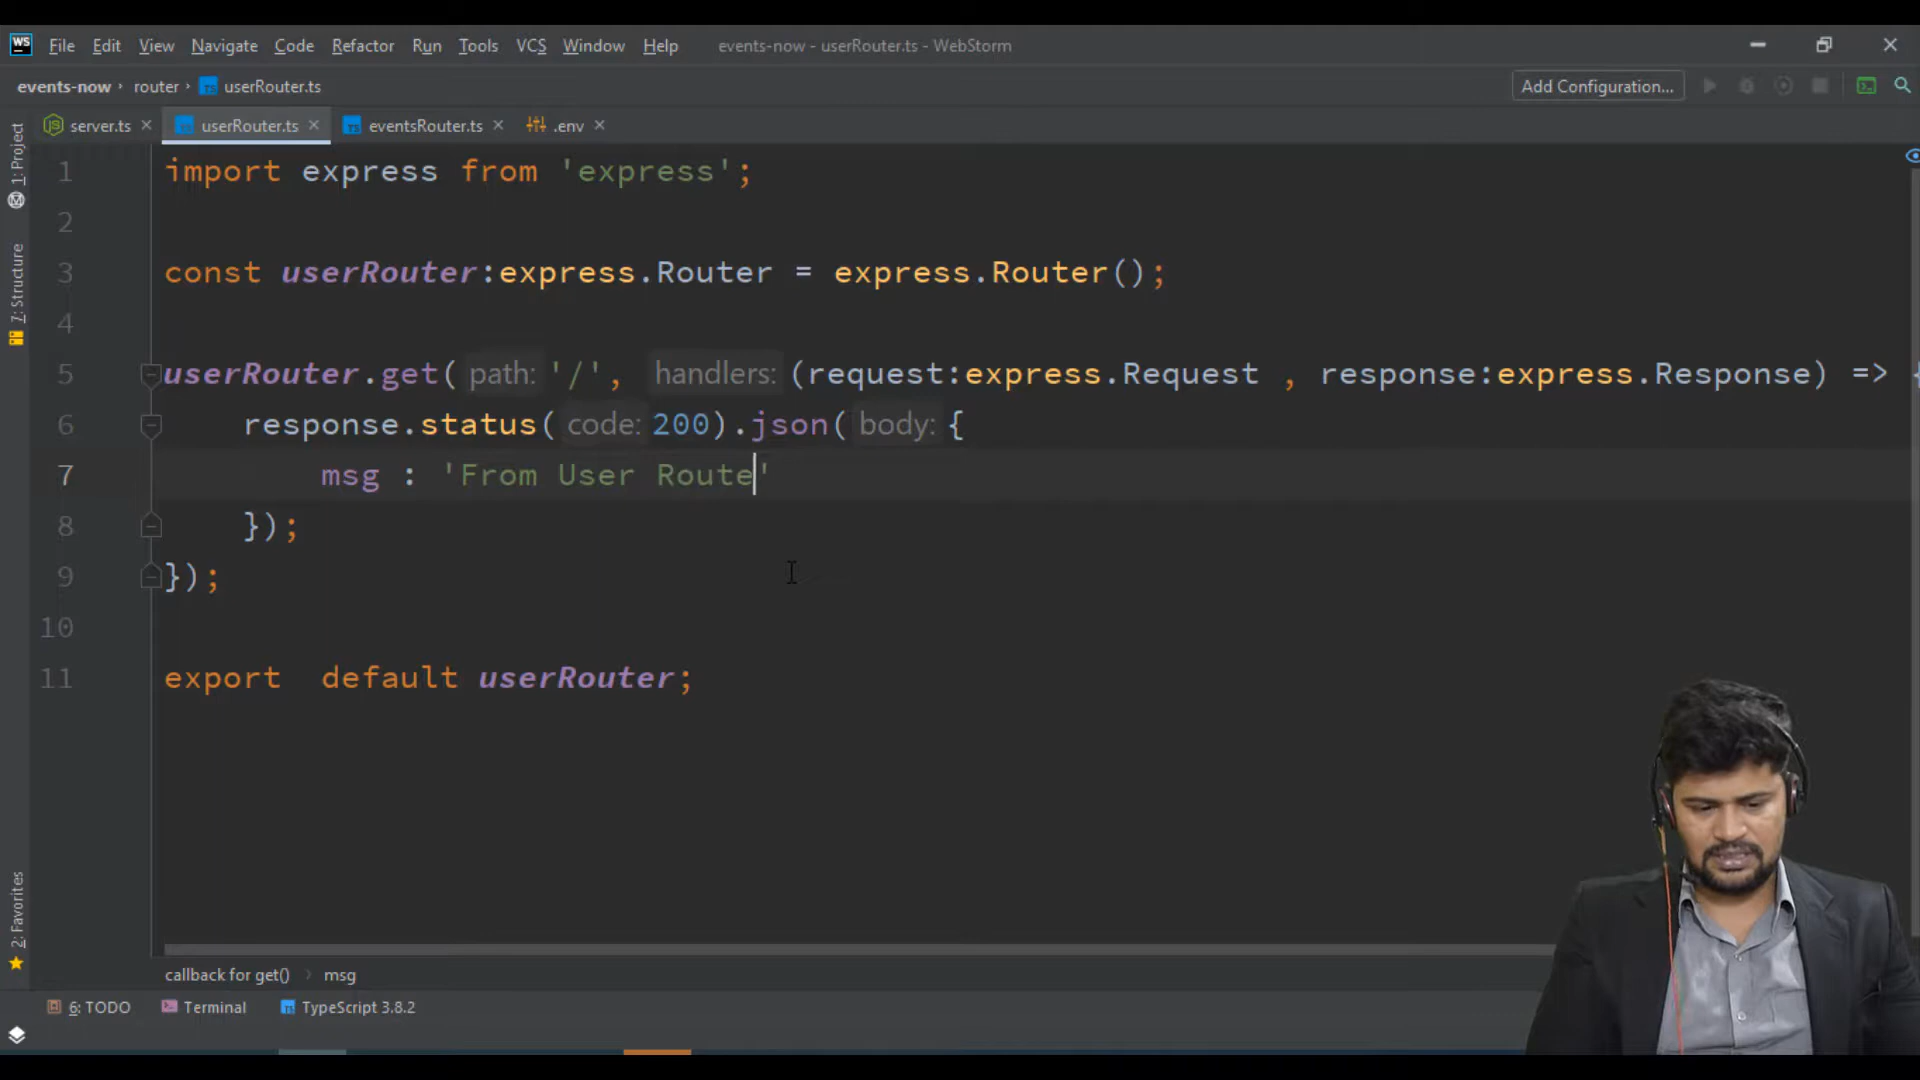 WS File Edit View Navigate Code Refactor Run Tools VCS Window Help events-now - userRouter.ts - WebStorm
events-now › router › userRouter.ts Add Configuration...
server.ts userRouter.ts eventsRouter.ts .env
1: Project
7: Structure
2: Favorites
1 import express from 'express';
2
3 const userRouter:express.Router = express.Router();
4
5 userRouter.get( path: '/', handlers: (request:express.Request , response:express.Response) => {
6 response.status( code: 200).json( body: {
7 msg : 'From User Route'
8 });
9 });
10
11 export  default userRouter;
callback for get() › msg
6: TODO Terminal TypeScript 3.8.2